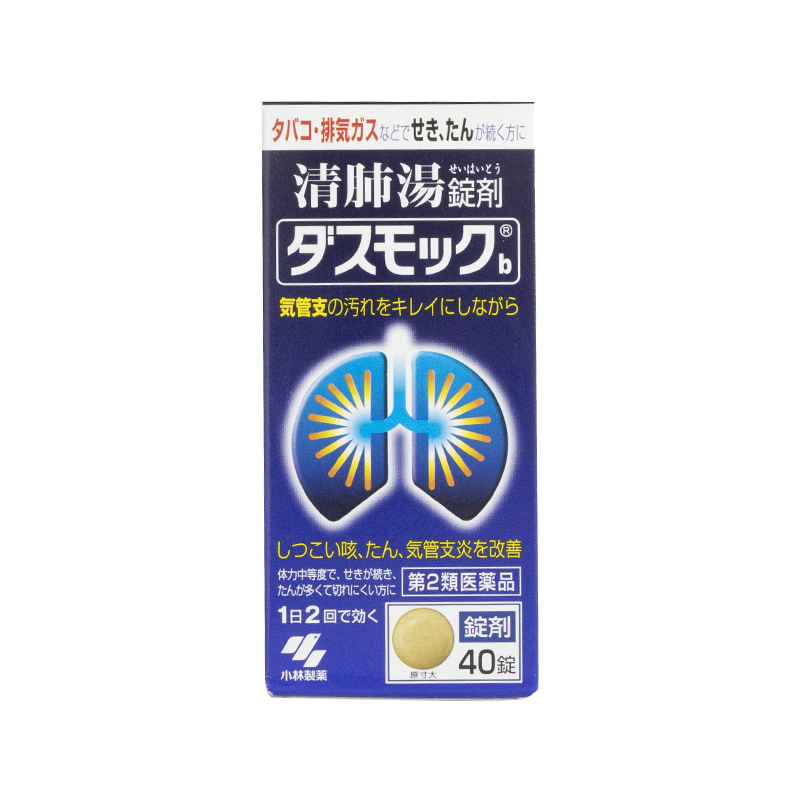 タバコ・排気ガスなどでせき、たんが続く方に
せいはいとう
清肺湯錠剤
ダスモック®b
気管支の汚れをキレイにしながら
しつこい咳、たん、気管支炎を改善
体力中等度で、せきが続き、
たんが多くて切れにくい方に
第2類医薬品
1日2回で効く
錠剤
40錠
原寸大
小林製薬